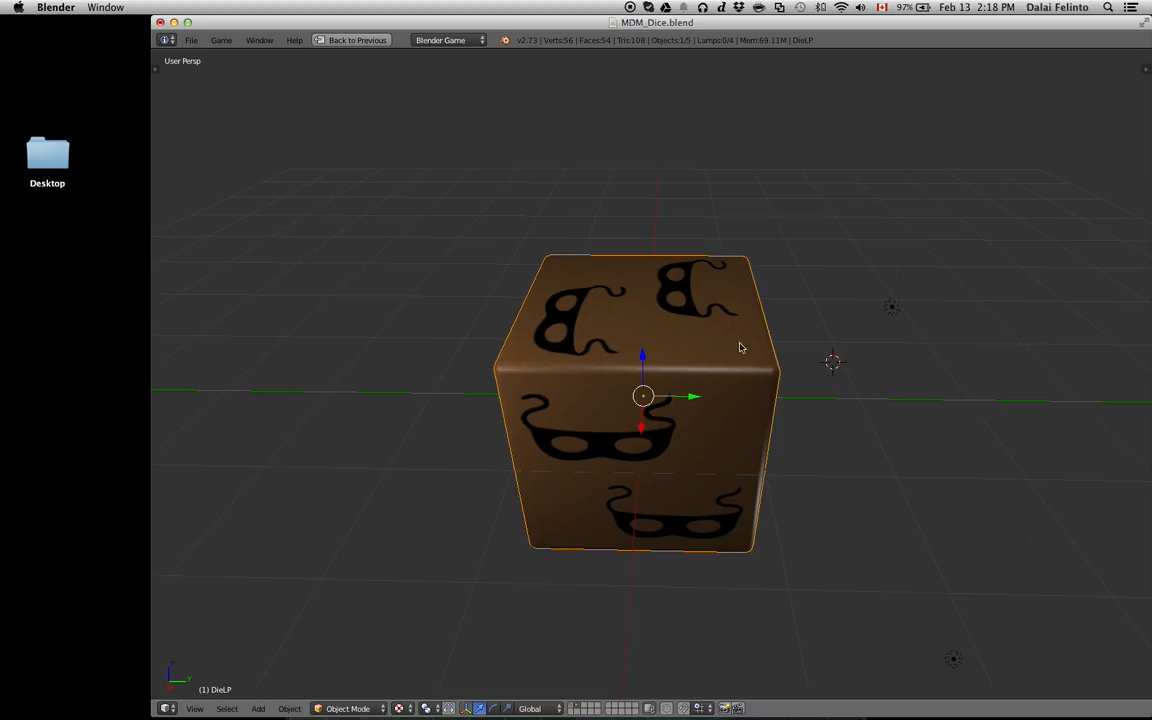 Blender Window 97% Feb 13 2:18 PM Dalai Felinto
MDM_Dice.blend
File Game Window Help Back to Previous Blender Game v2.73 | Verts:56 | Faces:54 | Tris:108 | Objects:1/5 | Lamps:0/4 | Mem:69.11M | DieLP
User Persp
Desktop
z
y
(1) DieLP
View Select Add Object Object Mode Global